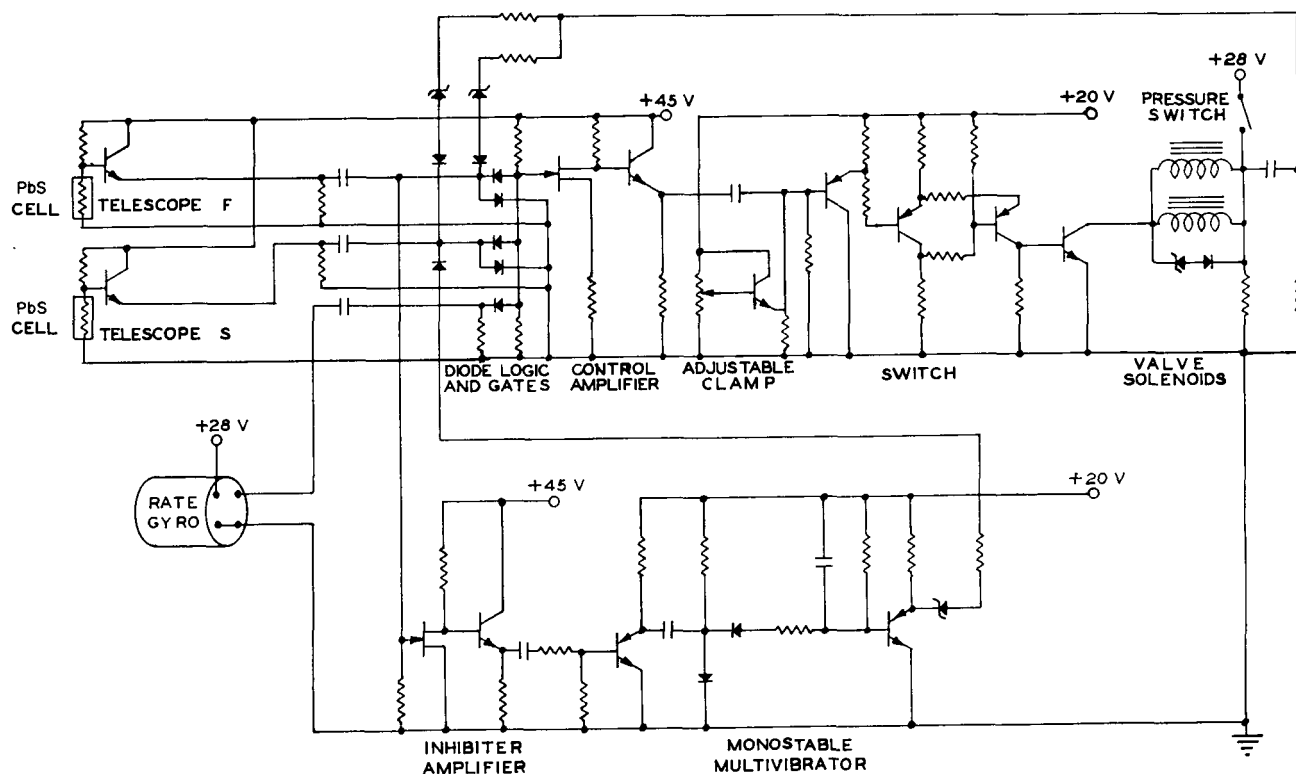 +28 V
PRESSURE
SWITCH
+45 V
+20 V
PbS
CELL
TELESCOPE F
PbS
CELL
TELESCOPE S
DIODE LOGIC
AND GATES
CONTROL
AMPLIFIER
ADJUSTABLE
CLAMP
SWITCH
VALVE
SOLENOIDS
+28 V
RATE
GYRO
+45 V
+20 V
INHIBITER
AMPLIFIER
MONOSTABLE
MULTIVIBRATOR